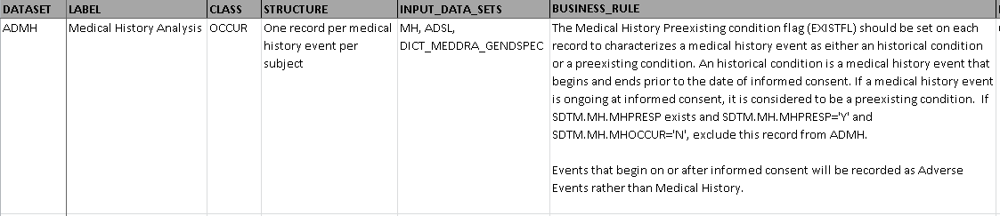 DATASET LABEL CLASS STRUCTURE INPUT_DATA_SETS BUSINESS_RULE
ADMH Medical History Analysis OCCUR One record per medical MH, ADSL, The Medical History Preexisting condition flag (EXISTFL) should be set on each
history event per DICT_MEDDRA_GENDSPEC record to characterizes a medical history event as either an historical condition
subject or a preexisting condition. An historical condition is a medical history event that
begins and ends prior to the date of informed consent. If a medical history event
is ongoing at informed consent, it is considered to be a preexisting condition. If
SDTM.MH.MHPRESP exists and SDTM.MH.MHPRESP='Y' and
SDTM.MH.MHOCCUR='N', exclude this record from ADMH.
Events that begin on or after informed consent will be recorded as Adverse
Events rather than Medical History.